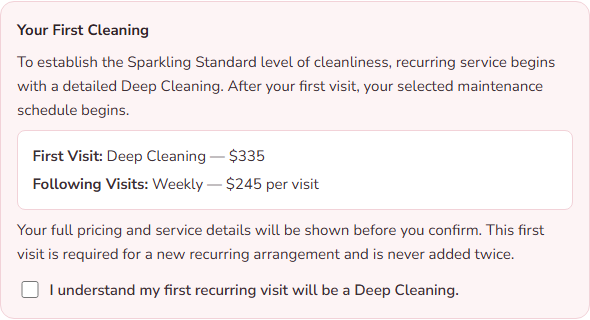 Your First Cleaning
To establish the Sparkling Standard level of cleanliness, recurring service begins
with a detailed Deep Cleaning. After your first visit, your selected maintenance
schedule begins.
First Visit: Deep Cleaning — $335
Following Visits: Weekly — $245 per visit
Your full pricing and service details will be shown before you confirm. This first
visit is required for a new recurring arrangement and is never added twice.
I understand my first recurring visit will be a Deep Cleaning.